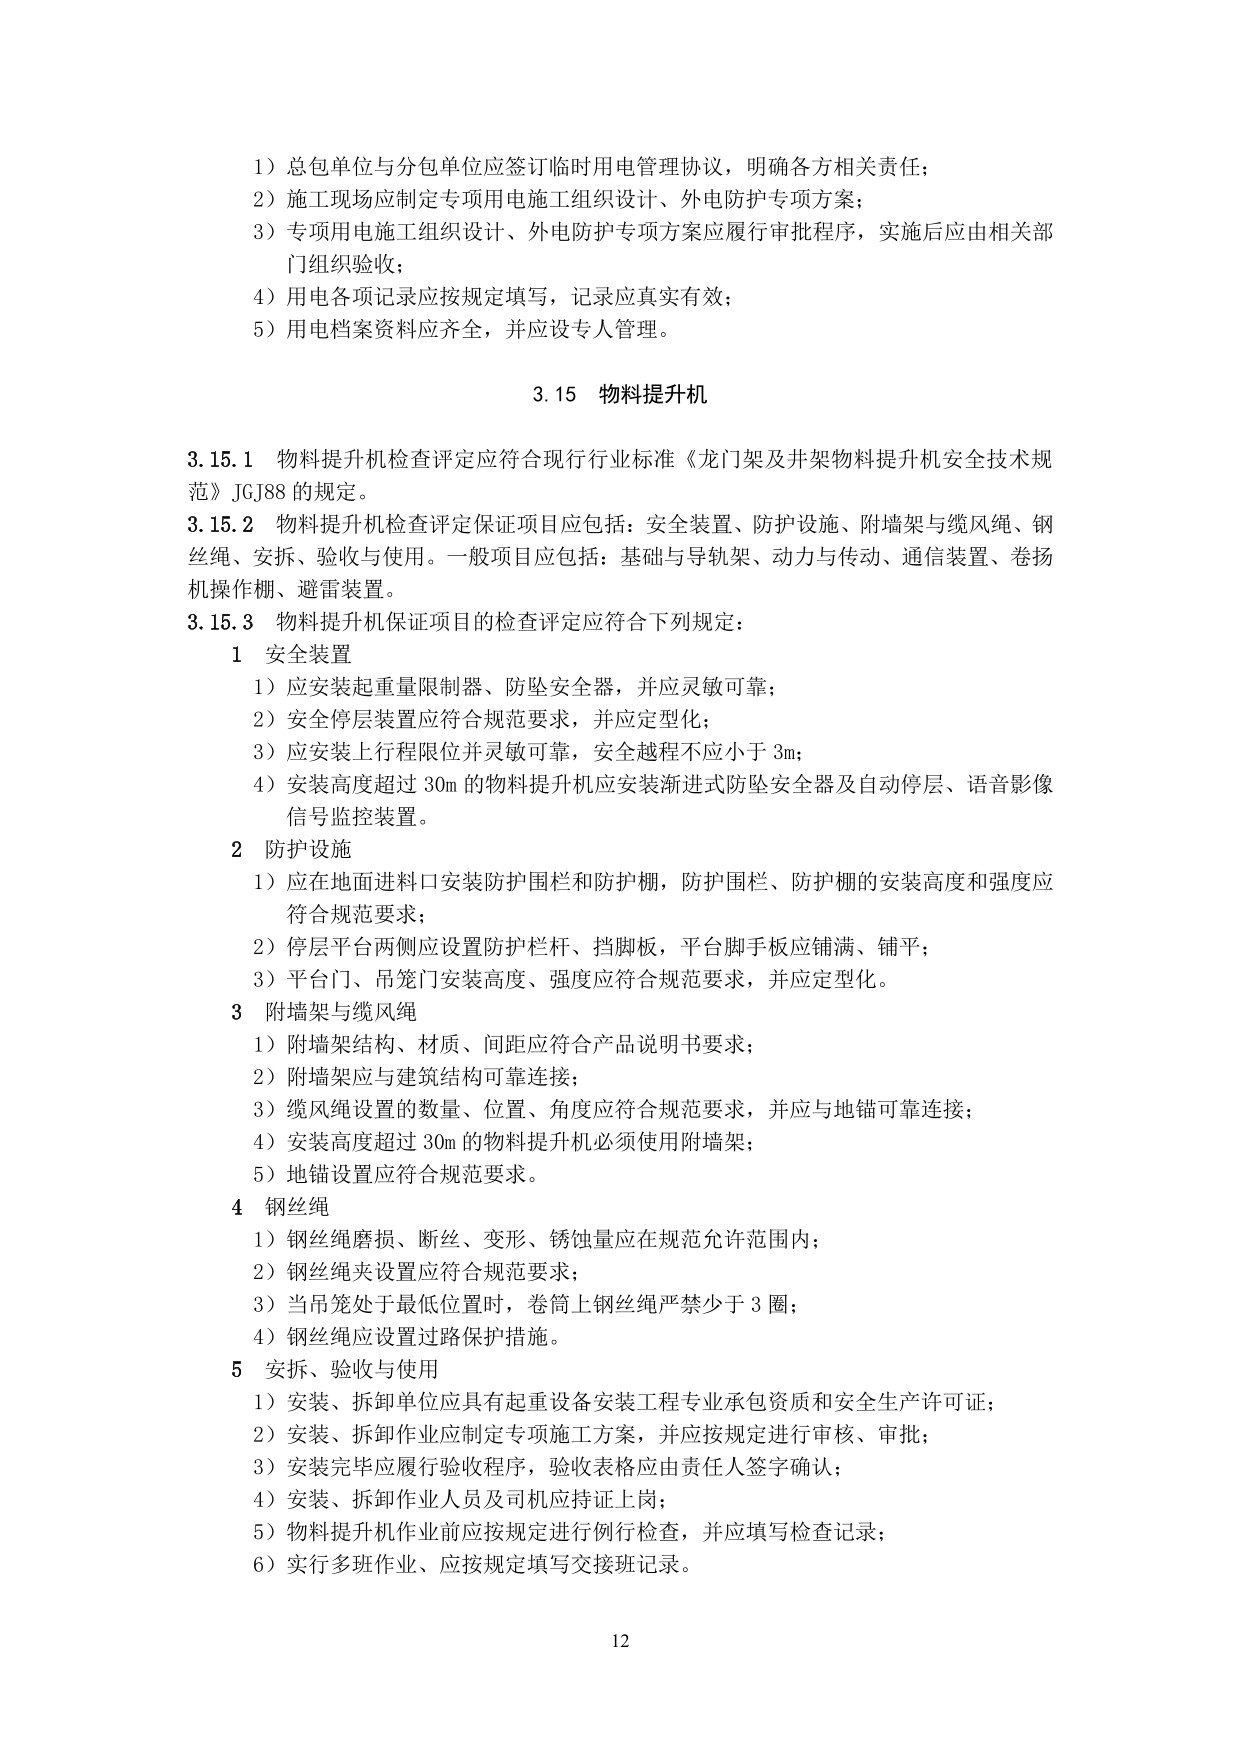 1）总包单位与分包单位应签订临时用电管理协议，明确各方相关责任；
2）施工现场应制定专项用电施工组织设计、外电防护专项方案；
3）专项用电施工组织设计、外电防护专项方案应履行审批程序，实施后应由相关部
门组织验收；
4）用电各项记录应按规定填写，记录应真实有效；
5）用电档案资料应齐全，并应设专人管理。
3.15 物料提升机
3.15.1 物料提升机检查评定应符合现行行业标准《龙门架及井架物料提升机安全技术规
范》JGJ88 的规定。
3.15.2 物料提升机检查评定保证项目应包括：安全装置、防护设施、附墙架与缆风绳、钢
丝绳、安拆、验收与使用。一般项目应包括：基础与导轨架、动力与传动、通信装置、卷扬
机操作棚、避雷装置。
3.15.3 物料提升机保证项目的检查评定应符合下列规定：
1 安全装置
1）应安装起重量限制器、防坠安全器，并应灵敏可靠；
2）安全停层装置应符合规范要求，并应定型化；
3）应安装上行程限位并灵敏可靠，安全越程不应小于 3m；
4）安装高度超过 30m 的物料提升机应安装渐进式防坠安全器及自动停层、语音影像
信号监控装置。
2 防护设施
1）应在地面进料口安装防护围栏和防护棚，防护围栏、防护棚的安装高度和强度应
符合规范要求；
2）停层平台两侧应设置防护栏杆、挡脚板，平台脚手板应铺满、铺平；
3）平台门、吊笼门安装高度、强度应符合规范要求，并应定型化。
3 附墙架与缆风绳
1）附墙架结构、材质、间距应符合产品说明书要求；
2）附墙架应与建筑结构可靠连接；
3）缆风绳设置的数量、位置、角度应符合规范要求，并应与地锚可靠连接；
4）安装高度超过 30m 的物料提升机必须使用附墙架；
5）地锚设置应符合规范要求。
4 钢丝绳
1）钢丝绳磨损、断丝、变形、锈蚀量应在规范允许范围内；
2）钢丝绳夹设置应符合规范要求；
3）当吊笼处于最低位置时，卷筒上钢丝绳严禁少于 3 圈；
4）钢丝绳应设置过路保护措施。
5 安拆、验收与使用
1）安装、拆卸单位应具有起重设备安装工程专业承包资质和安全生产许可证；
2）安装、拆卸作业应制定专项施工方案，并应按规定进行审核、审批；
3）安装完毕应履行验收程序，验收表格应由责任人签字确认；
4）安装、拆卸作业人员及司机应持证上岗；
5）物料提升机作业前应按规定进行例行检查，并应填写检查记录；
6）实行多班作业、应按规定填写交接班记录。
12